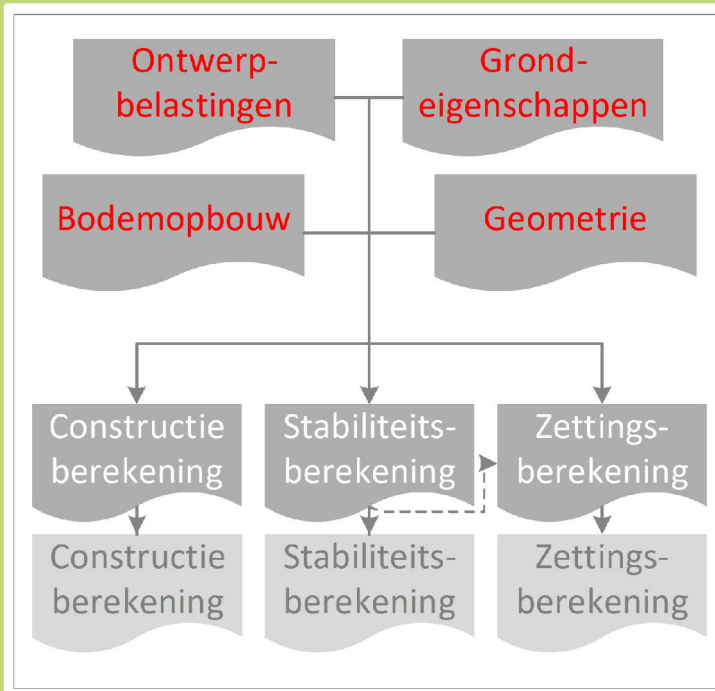 Ontwerp-
belastingen
Grond-
eigenschappen
Bodemopbouw
Geometrie
Constructie
berekening
Stabiliteits-
berekening
Zettings-
berekening
Constructie
berekening
Stabiliteits-
berekening
Zettings-
berekening